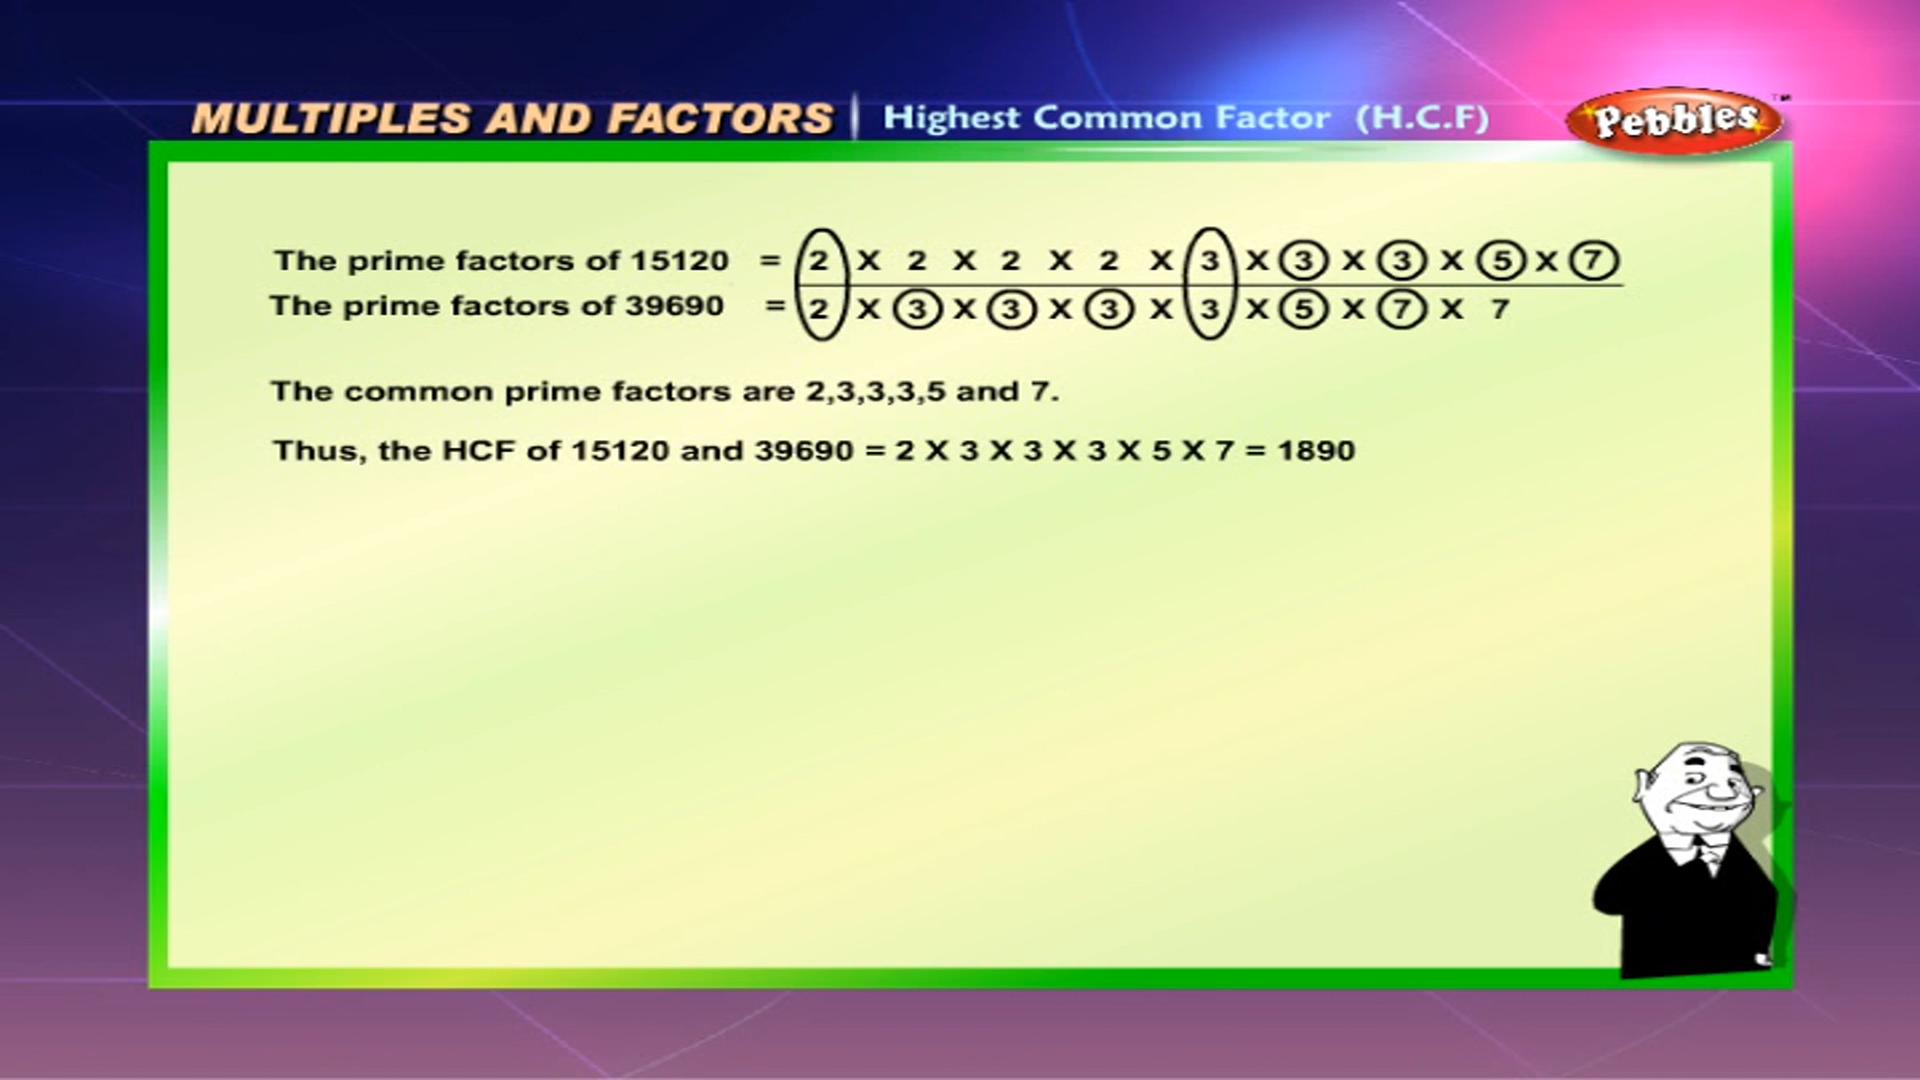 MULTIPLES AND FACTORS | Highest Common Factor (H.C.F)
Pebbles™
The prime factors of 15120 = 2 X 2 X 2 X 2 X 3 X 3 X 3 X 5 X 7
The prime factors of 39690 = 2 X 3 X 3 X 3 X 3 X 5 X 7 X 7
The common prime factors are 2,3,3,3,5 and 7.
Thus, the HCF of 15120 and 39690 = 2 X 3 X 3 X 3 X 5 X 7 = 1890